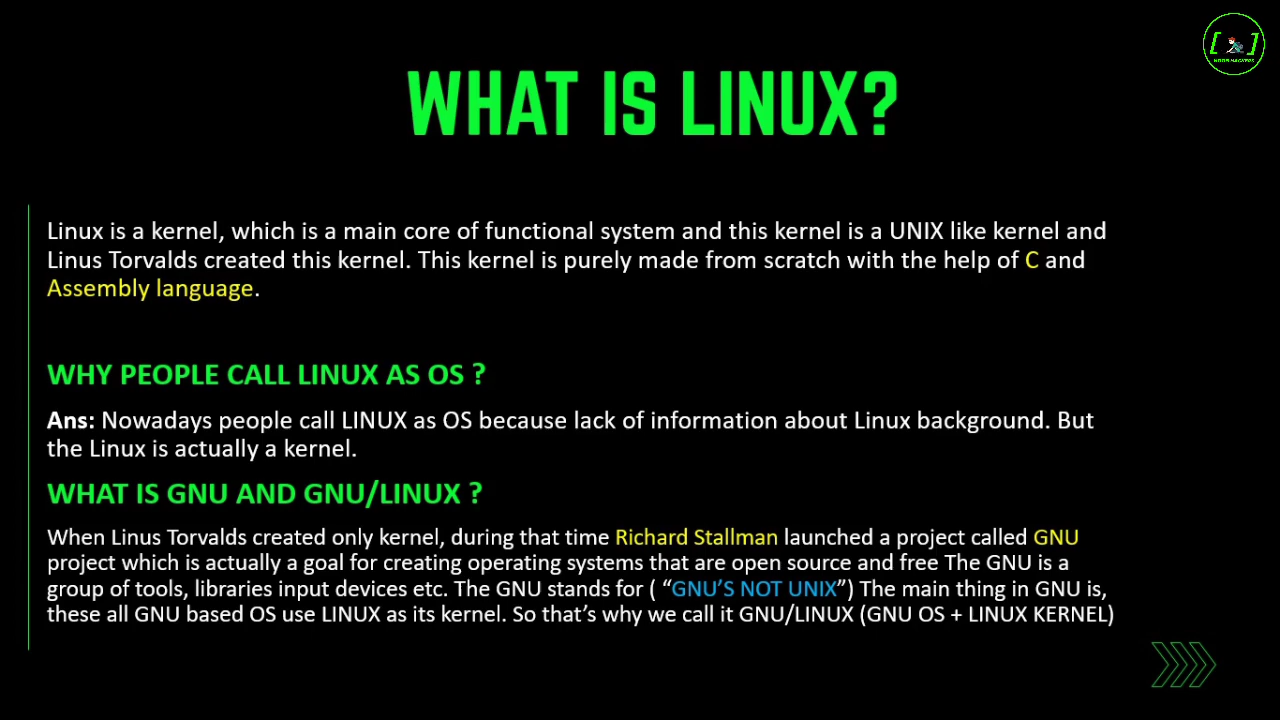 WHAT IS LINUX?
Linux is a kernel, which is a main core of functional system and this kernel is a UNIX like kernel and
Linus Torvalds created this kernel. This kernel is purely made from scratch with the help of C and
Assembly language.
WHY PEOPLE CALL LINUX AS OS ?
Ans: Nowadays people call LINUX as OS because lack of information about Linux background. But
the Linux is actually a kernel.
WHAT IS GNU AND GNU/LINUX ?
When Linus Torvalds created only kernel, during that time Richard Stallman launched a project called GNU
project which is actually a goal for creating operating systems that are open source and free The GNU is a
group of tools, libraries input devices etc. The GNU stands for ( “GNU’S NOT UNIX”) The main thing in GNU is,
these all GNU based OS use LINUX as its kernel. So that’s why we call it GNU/LINUX (GNU OS + LINUX KERNEL)